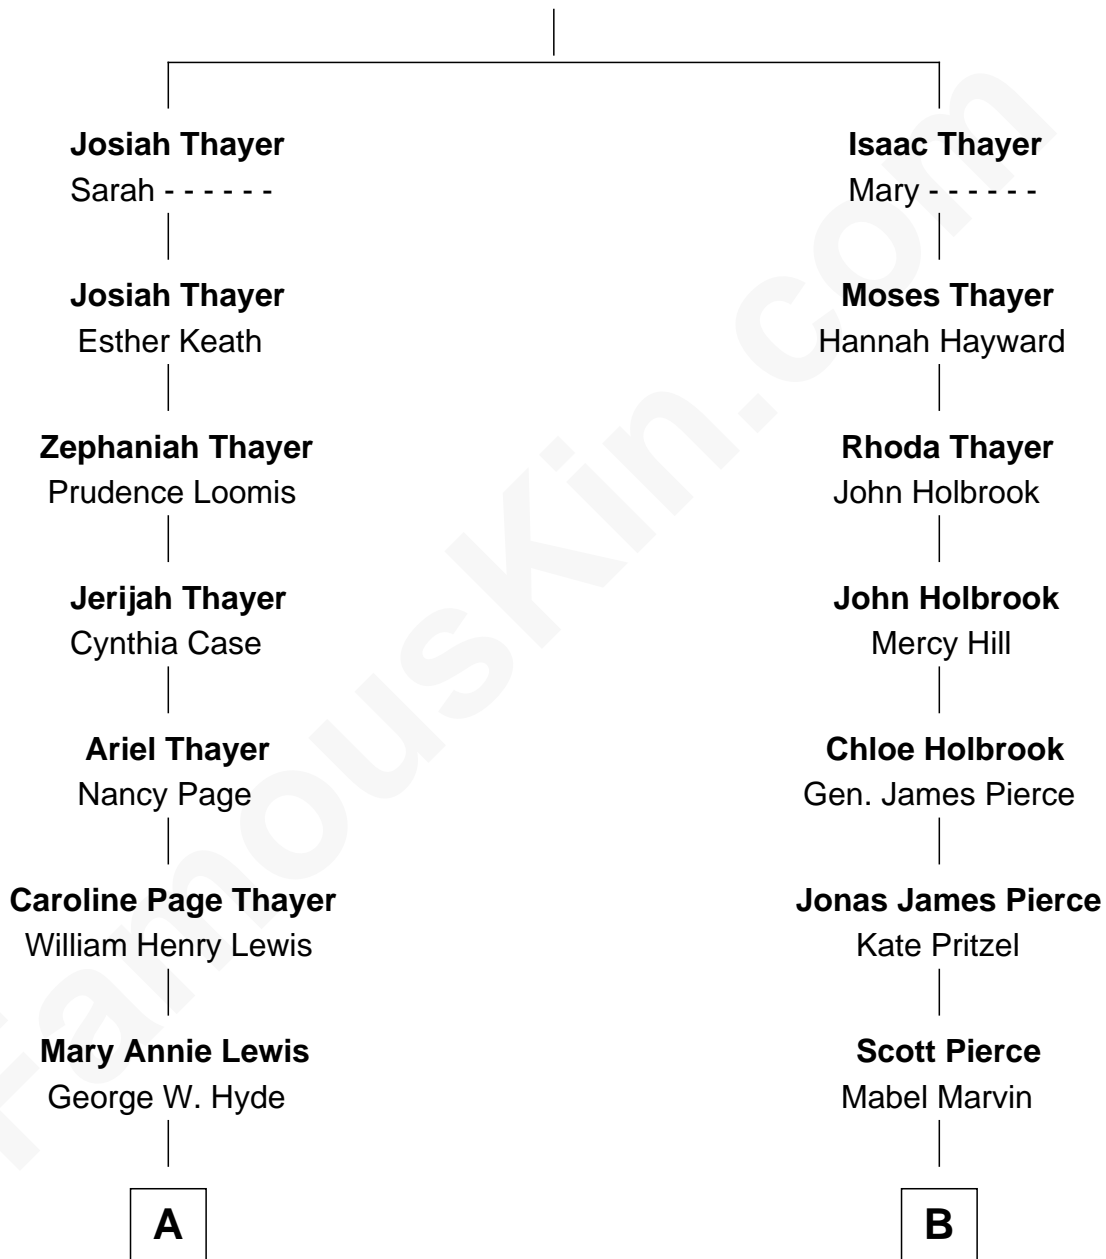 Josiah Thayer
Sarah - - - - - -
Josiah Thayer
Esther Keath
Zephaniah Thayer
Prudence Loomis
Jerijah Thayer
Cynthia Case
Ariel Thayer
Nancy Page
Caroline Page Thayer
William Henry Lewis
Mary Annie Lewis
George W. Hyde
A
Isaac Thayer
Mary - - - - - -
Moses Thayer
Hannah Hayward
Rhoda Thayer
John Holbrook
John Holbrook
Mercy Hill
Chloe Holbrook
Gen. James Pierce
Jonas James Pierce
Kate Pritzel
Scott Pierce
Mabel Marvin
B
FamousKin.com